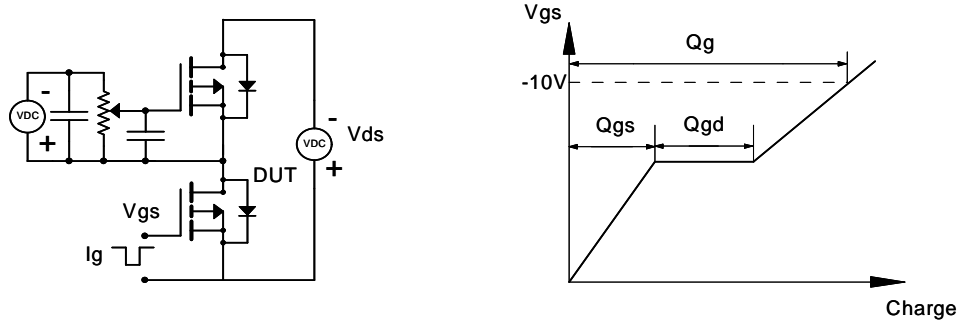 -
VDC
+
-
VDC
+
Vds
DUT
Vgs
Ig
Vgs
Qg
-10V
Qgs
Qgd
Charge